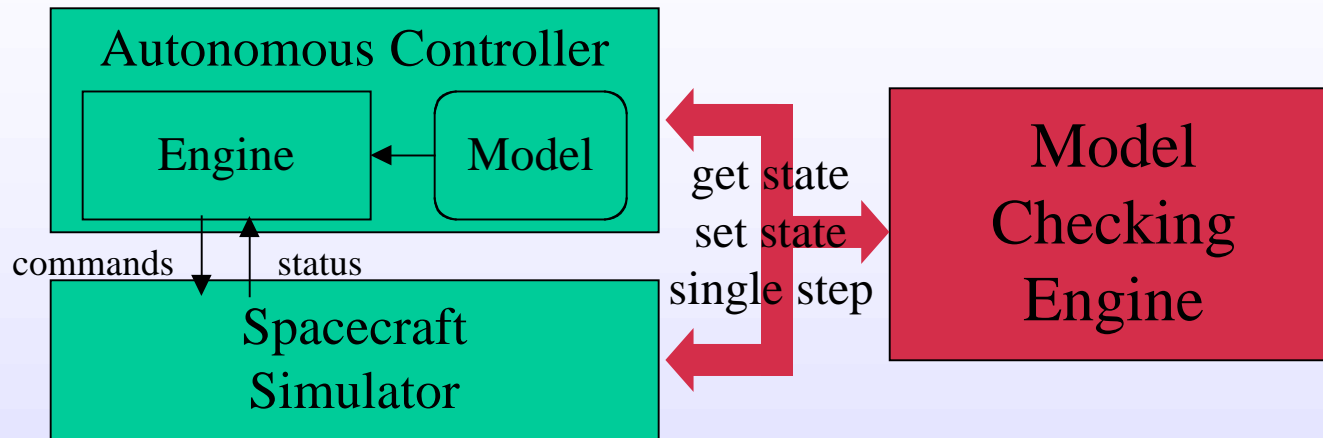 Autonomous Controller
Engine
Model
commands
status
Spacecraft
Simulator
get state
set state
single step
Model
Checking
Engine